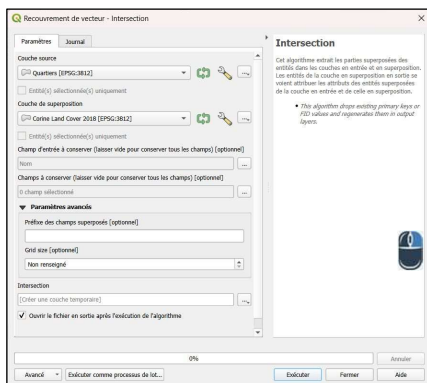 Recouvrement de vecteur - Intersection
Paramètres
Journal
Couche source
Quartiers [EPSG:3812]
Entité(s) sélectionnée(s) uniquement
Couche de superposition
Corine Land Cover 2018 [EPSG:3812]
Entité(s) sélectionnée(s) uniquement
Champ d'entrée à conserver (laisser vide pour conserver tous les champs) [optionnel]
Nom
Champs à conserver (laisser vide pour conserver tous les champs) [optionnel]
0 champ sélectionné
Paramètres avancés
Préfixe des champs superposés [optionnel]
Grid size [optionnel]
Non renseigné
Intersection
[Créer une couche temporaire]
Ouvrir le fichier en sortie après l'exécution de l'algorithme
Intersection
Cet algorithme extrait les parties superposées des
entités dans les couches en entrée et en superposition.
Les entités de la couche en superposition en sortie se
voient attribuer les attributs des entités superposées
de la couche en entrée et de celle en superposition.
• This algorithm drops existing primary keys or
FID values and regenerates them in output
layers.
0%
Annuler
Avancé
Exécuter comme processus de lot...
Exécuter
Fermer
Aide